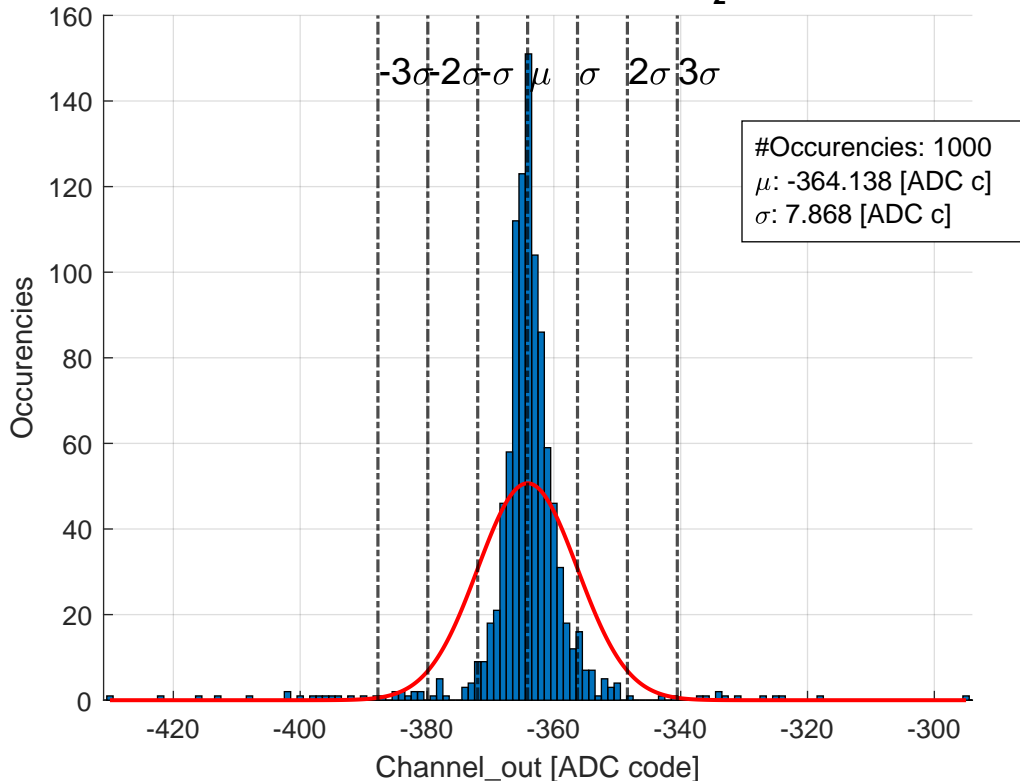 2
160
140
120
100
80
60
40
20
0
-3σ -2σ -σ μ σ 2σ 3σ
#Occurencies: 1000
μ: -364.138 [ADC c]
σ: 7.868 [ADC c]
Occurencies
-420 -400 -380 -360 -340 -320 -300
Channel_out [ADC code]